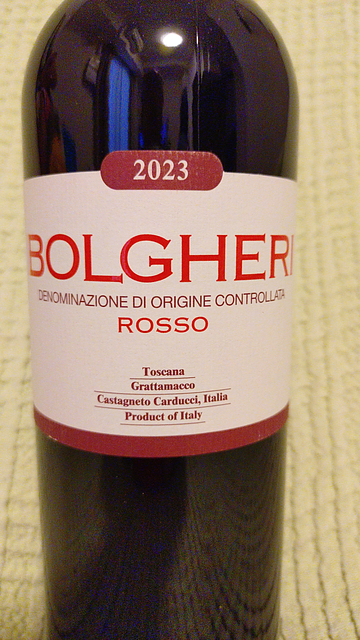 2023
BOLGHERI
DENOMINAZIONE DI ORIGINE CONTROLLATA
ROSSO
Toscana
Grattamacco
Castagneto Carducci, Italia
Product of Italy